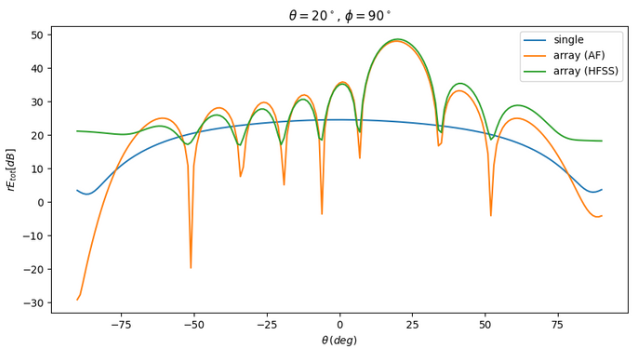 θ = 20°, ϕ = 90°
single
array (AF)
array (HFSS)
rE_tot[dB]
50
40
30
20
10
0
−10
−20
−30
−75
−50
−25
0
25
50
75
θ (deg)